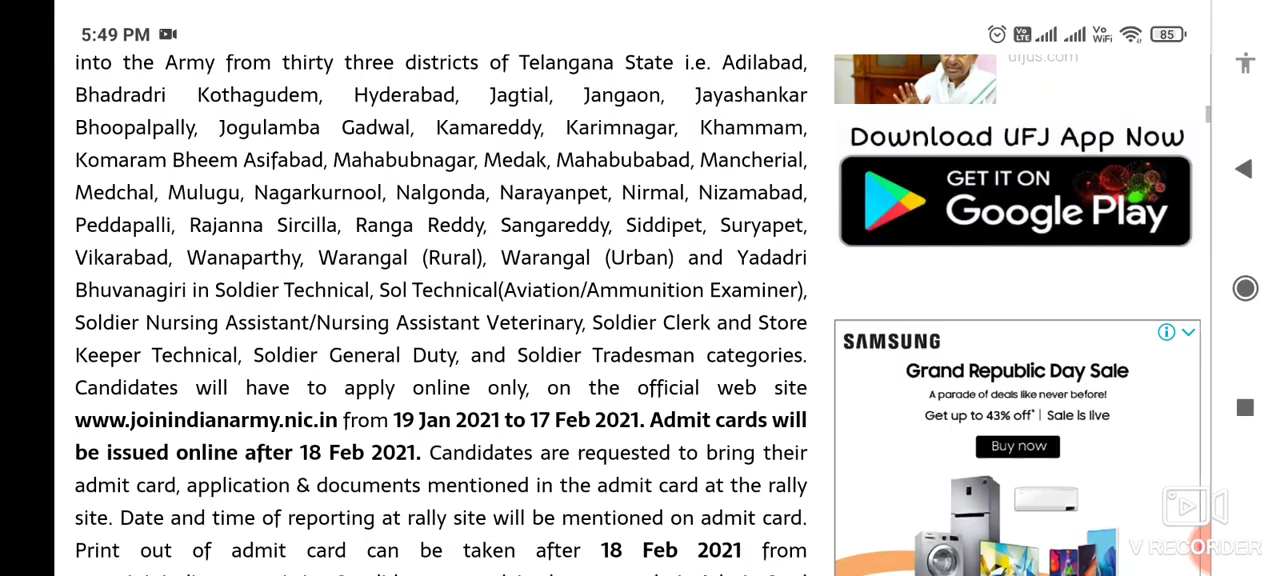 5:49 PM
Vo LTE
Vo WiFi
85
into the Army from thirty three districts of Telangana State i.e. Adilabad,
Bhadradri Kothagudem, Hyderabad, Jagtial, Jangaon, Jayashankar
Bhoopalpally, Jogulamba Gadwal, Kamareddy, Karimnagar, Khammam,
Komaram Bheem Asifabad, Mahabubnagar, Medak, Mahabubabad, Mancherial,
Medchal, Mulugu, Nagarkurnool, Nalgonda, Narayanpet, Nirmal, Nizamabad,
Peddapalli, Rajanna Sircilla, Ranga Reddy, Sangareddy, Siddipet, Suryapet,
Vikarabad, Wanaparthy, Warangal (Rural), Warangal (Urban) and Yadadri
Bhuvanagiri in Soldier Technical, Sol Technical(Aviation/Ammunition Examiner),
Soldier Nursing Assistant/Nursing Assistant Veterinary, Soldier Clerk and Store
Keeper Technical, Soldier General Duty, and Soldier Tradesman categories.
Candidates will have to apply online only, on the official web site
www.joinindianarmy.nic.in from 19 Jan 2021 to 17 Feb 2021. Admit cards will
be issued online after 18 Feb 2021. Candidates are requested to bring their
admit card, application & documents mentioned in the admit card at the rally
site. Date and time of reporting at rally site will be mentioned on admit card.
Print out of admit card can be taken after 18 Feb 2021 from
ufjus.com
Download UFJ App Now
GET IT ON
Google Play
SAMSUNG
Grand Republic Day Sale
A parade of deals like never before!
Get up to 43% off* | Sale is live
Buy now
V RECORDER